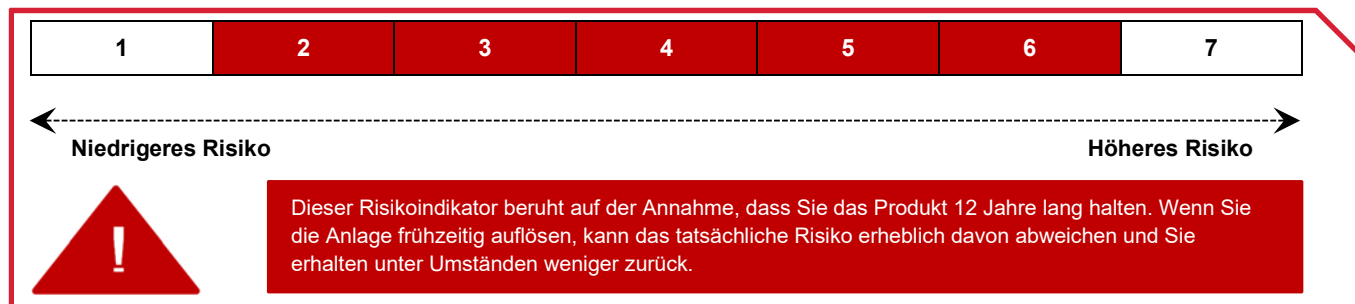 1 2 3 4 5 6 7
Niedrigeres Risiko Höheres Risiko
!
Dieser Risikoindikator beruht auf der Annahme, dass Sie das Produkt 12 Jahre lang halten. Wenn Sie
die Anlage frühzeitig auflösen, kann das tatsächliche Risiko erheblich davon abweichen und Sie
erhalten unter Umständen weniger zurück.